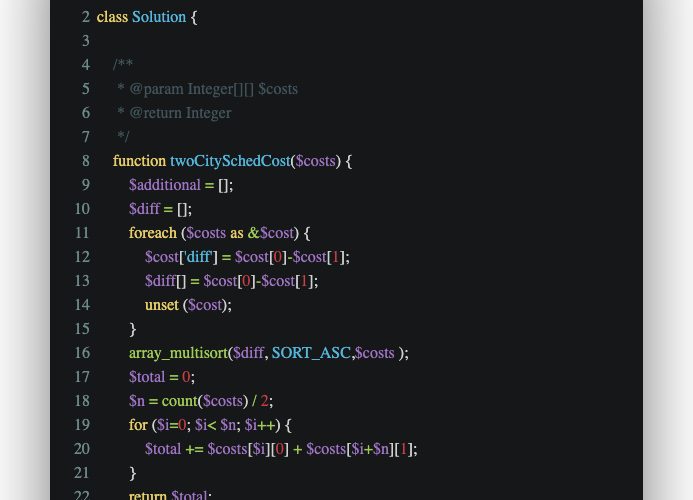 2 class Solution {
3
4 /**
5 * @param Integer[][] $costs
6 * @return Integer
7 */
8 function twoCitySchedCost($costs) {
9 $additional = [];
10 $diff = [];
11 foreach ($costs as &$cost) {
12 $cost['diff'] = $cost[0]-$cost[1];
13 $diff[] = $cost[0]-$cost[1];
14 unset ($cost);
15 }
16 array_multisort($diff, SORT_ASC,$costs );
17 $total = 0;
18 $n = count($costs) / 2;
19 for ($i=0; $i< $n; $i++) {
20 $total += $costs[$i][0] + $costs[$i+$n][1];
21 }
22 return $total;